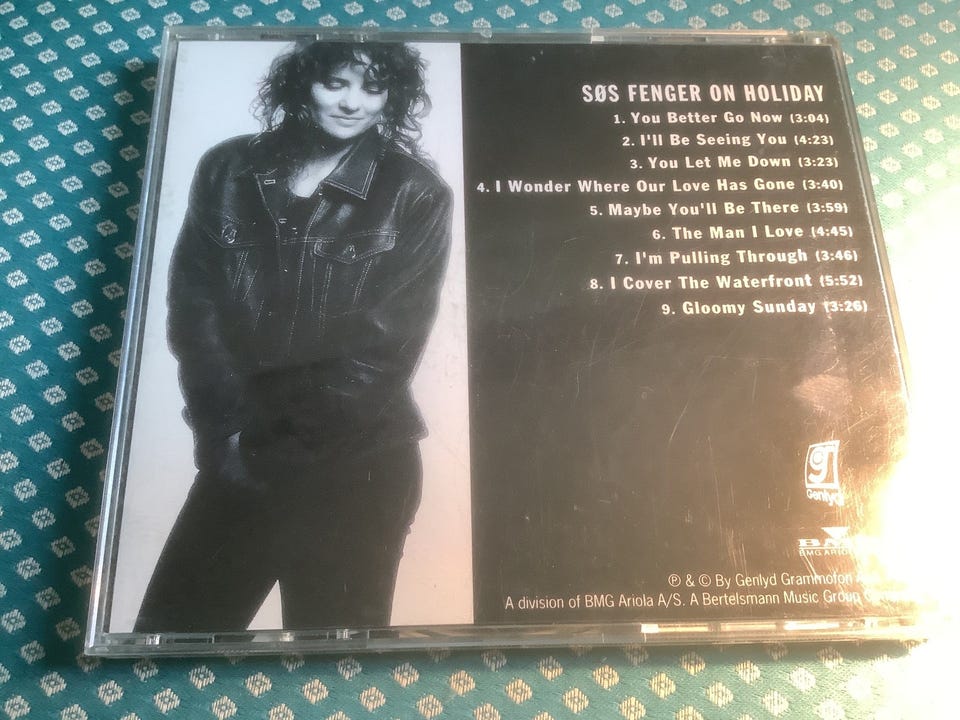 SØS FENGER ON HOLIDAY
1. You Better Go Now (3:04)
2. I'll Be Seeing You (4:23)
3. You Let Me Down (3:23)
4. I Wonder Where Our Love Has Gone (3:40)
5. Maybe You'll Be There (3:59)
6. The Man I Love (4:45)
7. I'm Pulling Through (3:46)
8. I Cover The Waterfront (5:52)
9. Gloomy Sunday (3:26)
g
Genlyd
BMG ARIOLA
℗ & © By Genlyd Grammofon
A division of BMG Ariola A/S. A Bertelsmann Music Group